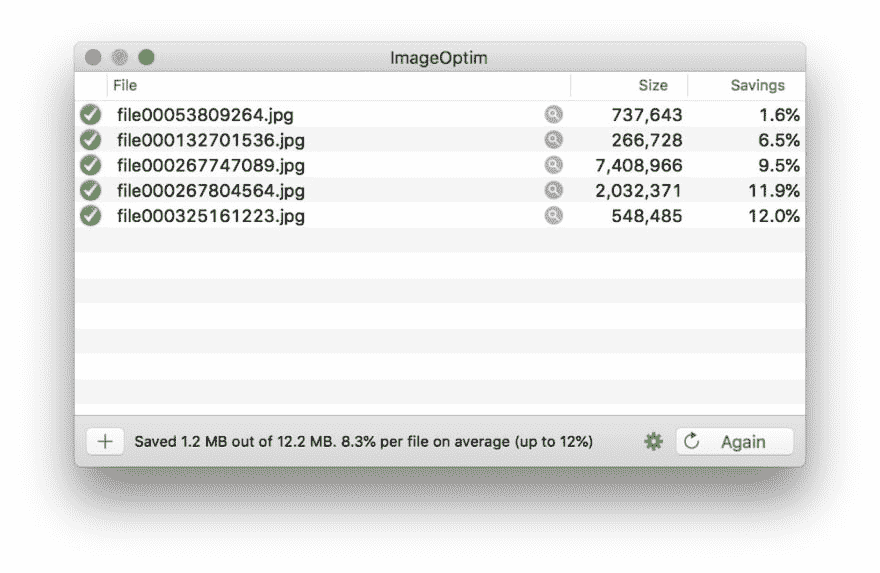 ImageOptim
File Size Savings
file00053809264.jpg 737,643 1.6%
file000132701536.jpg 266,728 6.5%
file000267747089.jpg 7,408,966 9.5%
file000267804564.jpg 2,032,371 11.9%
file000325161223.jpg 548,485 12.0%
Saved 1.2 MB out of 12.2 MB. 8.3% per file on average (up to 12%) Again